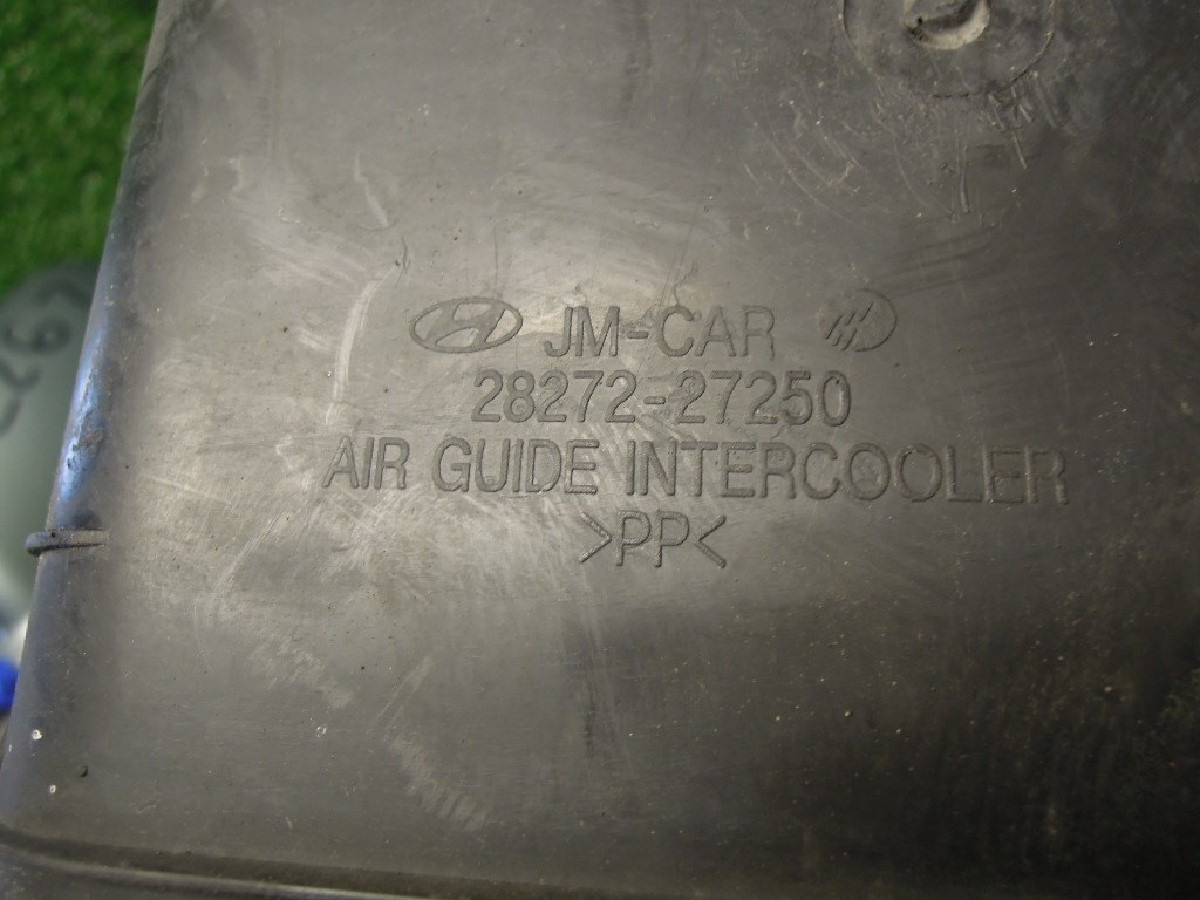 JM-CAR
28272-27250
AIR GUIDE INTERCOOLER
>PP<